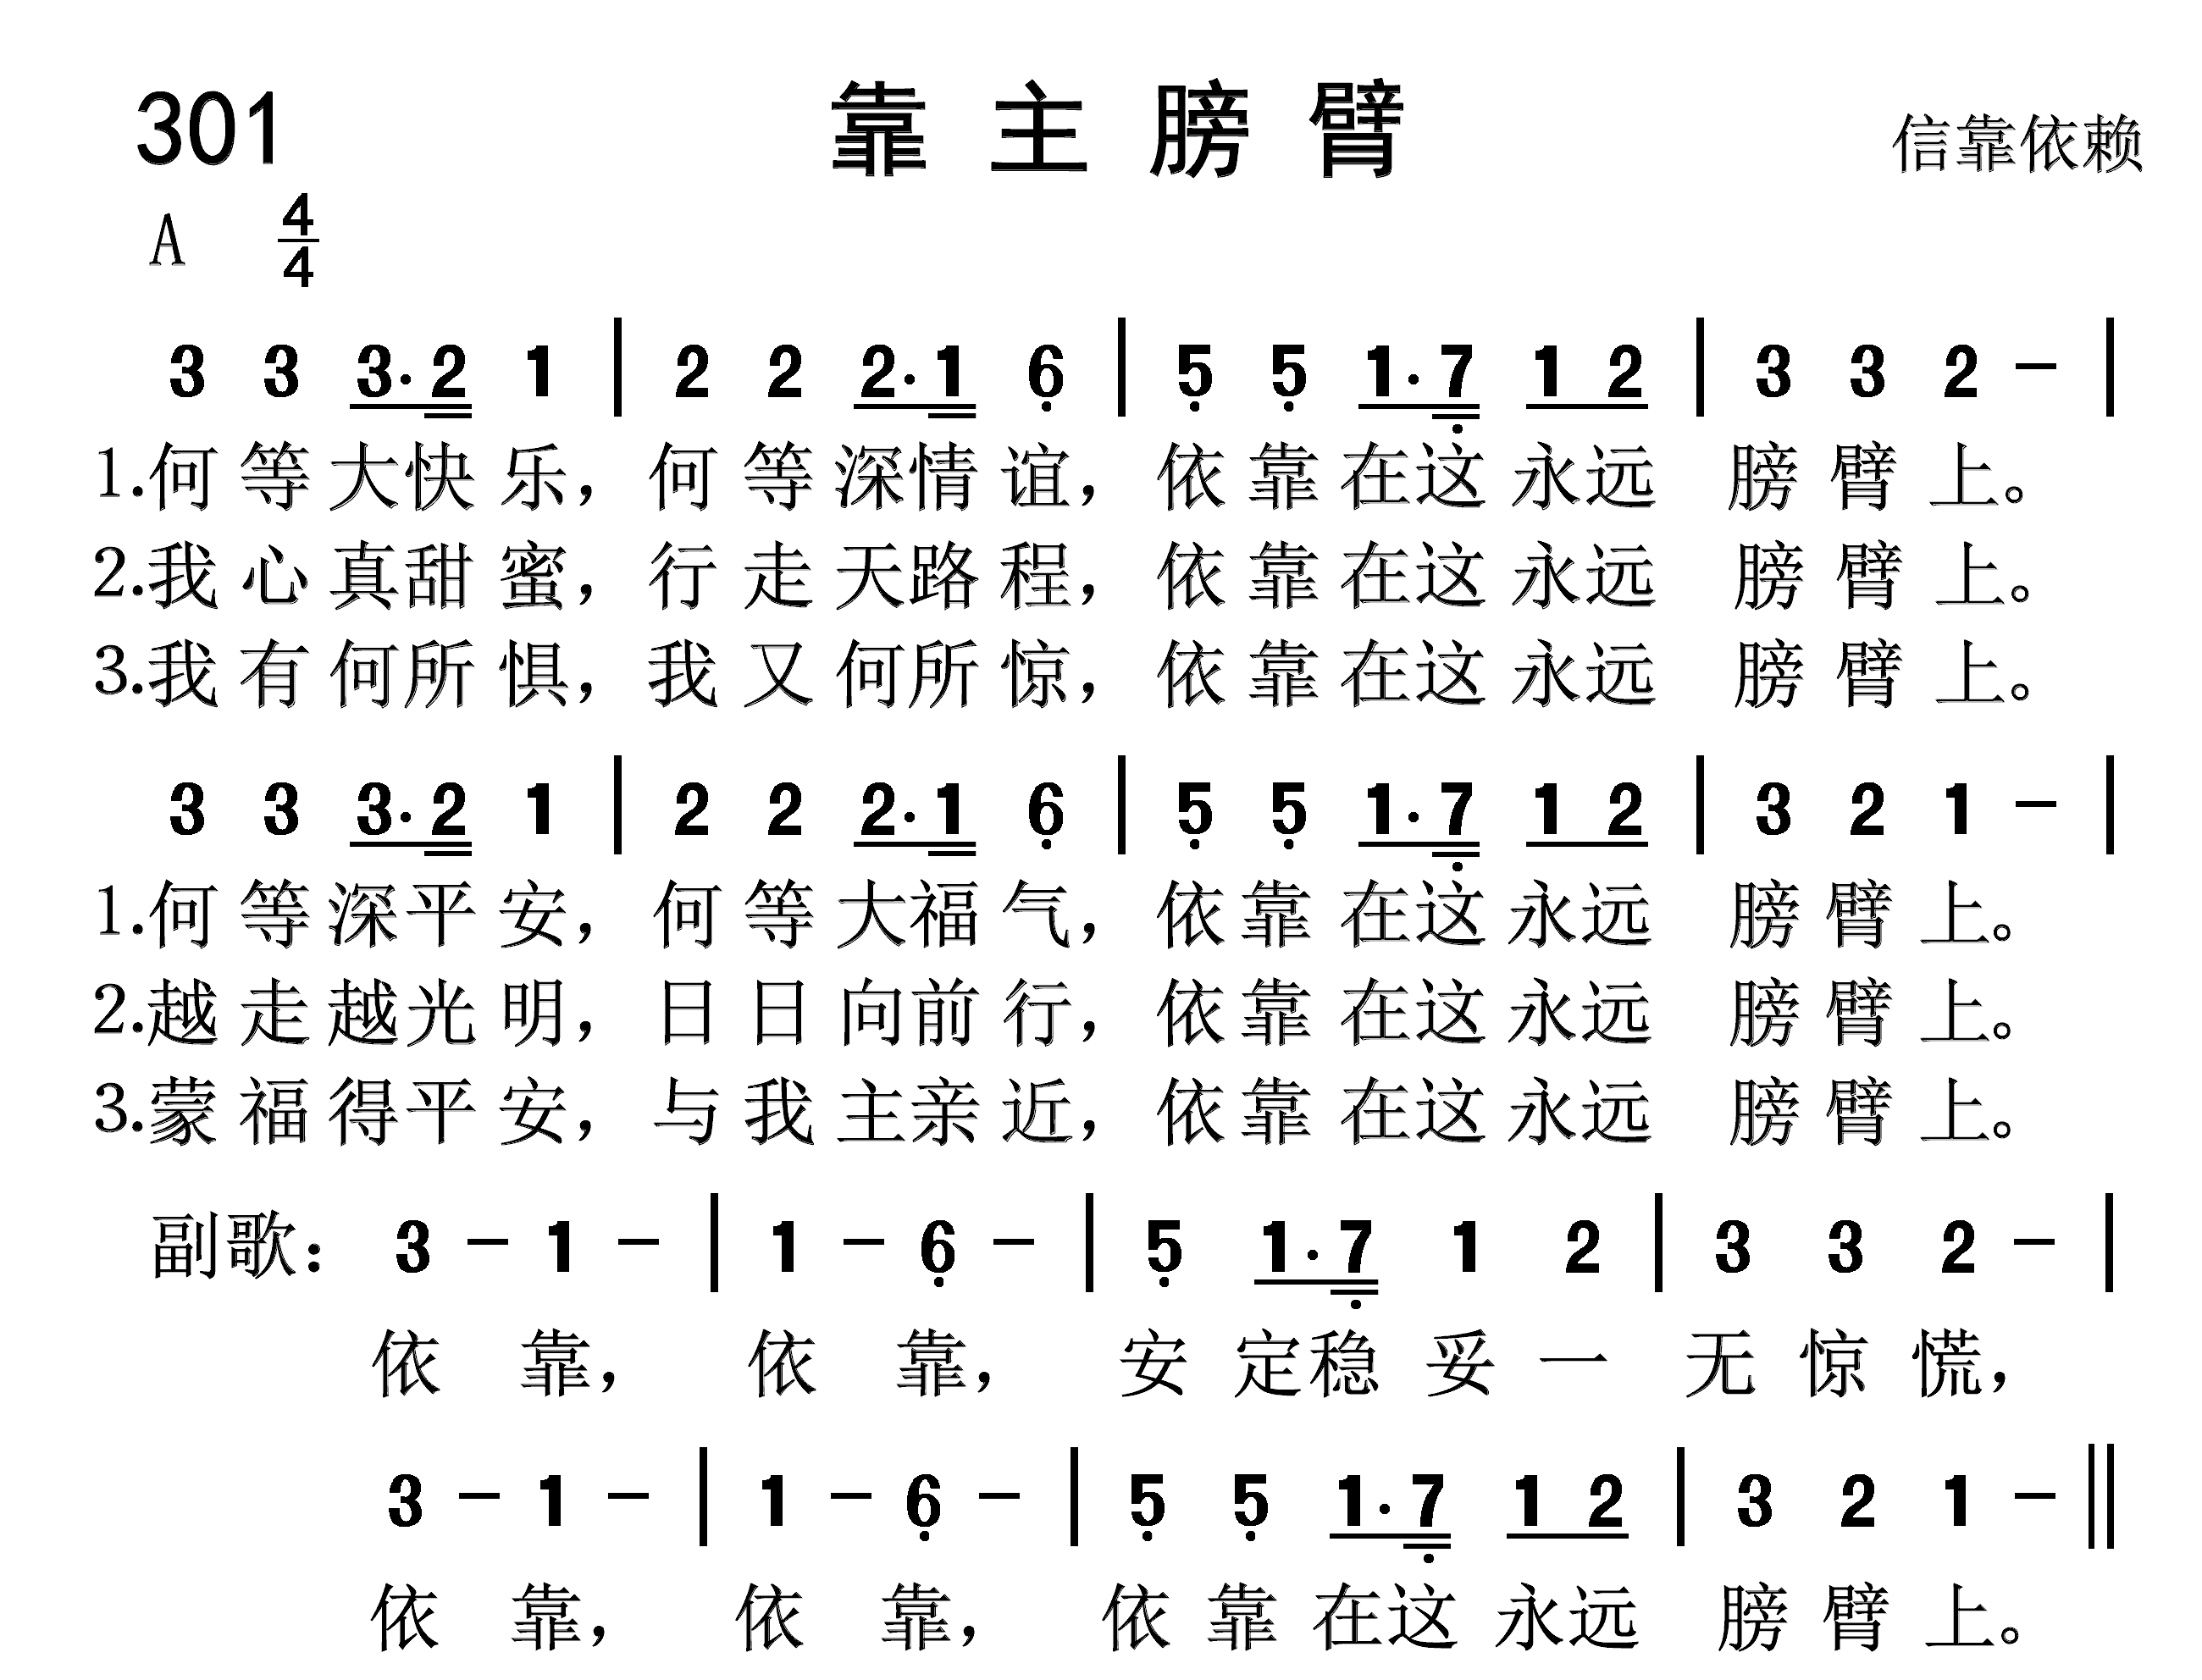 301 靠主膀臂 信靠依赖
A 4/4
3 3 3·2 1 | 2 2 2·1 6̣ | 5̣ 5̣ 1·7̣ 1 2 | 3 3 2 – |
1.何等大快乐，何等深情谊，依靠在这永远膀臂上。
2.我心真甜蜜，行走天路程，依靠在这永远膀臂上。
3.我有何所惧，我又何所惊，依靠在这永远膀臂上。
3 3 3·2 1 | 2 2 2·1 6̣ | 5̣ 5̣ 1·7̣ 1 2 | 3 2 1 – |
1.何等深平安，何等大福气，依靠在这永远膀臂上。
2.越走越光明，日日向前行，依靠在这永远膀臂上。
3.蒙福得平安，与我主亲近，依靠在这永远膀臂上。
副歌：3 – 1 – | 1 – 6̣ – | 5̣ 1·7̣ 1 2 | 3 3 2 – |
依靠，依靠，安定稳妥一无惊慌，
3 – 1 – | 1 – 6̣ – | 5̣ 5̣ 1·7̣ 1 2 | 3 2 1 – ||
依靠，依靠，依靠在这永远膀臂上。